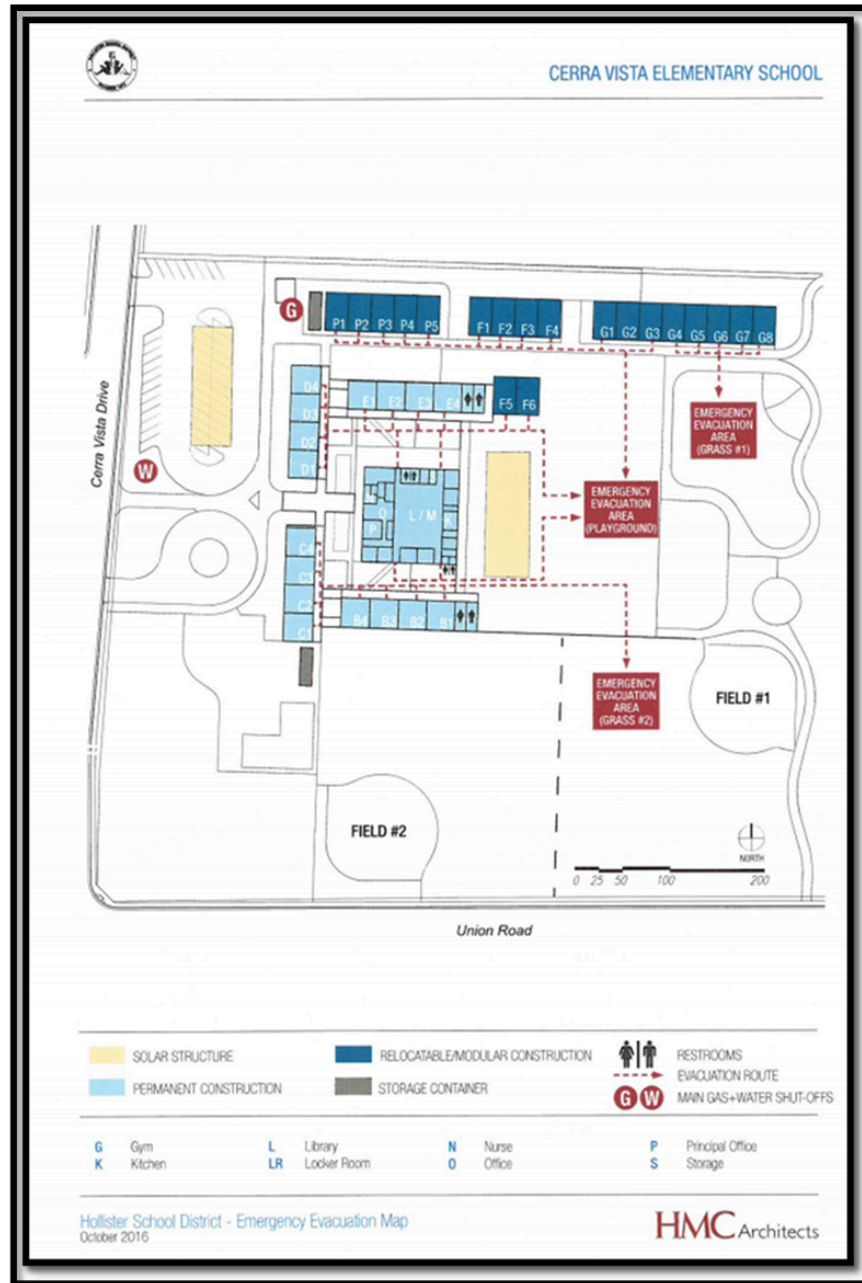 CERRA VISTA ELEMENTARY SCHOOL
G
P1 P2 P3 P4 P5
F1 F2 F3 F4
G1 G2 G3 G4 G5 G6 G7 G8
D4
D3
D2
D1
E1 E2 E3 E4
F5 F6
EMERGENCY
EVACUATION
AREA
(GRASS #1)
Cerra Vista Drive
W
O
P
L / M
K
EMERGENCY
EVACUATION
AREA
(PLAYGROUND)
C4
C3
C2
C1
B4 B3 B2 B1
EMERGENCY
EVACUATION
AREA
(GRASS #2)
FIELD #1
FIELD #2
NORTH
0 25 50 100 200
Union Road
SOLAR STRUCTURE
RELOCATABLE/MODULAR CONSTRUCTION
RESTROOMS
EVACUATION ROUTE
PERMANENT CONSTRUCTION
STORAGE CONTAINER
G W MAIN GAS+WATER SHUT-OFFS
G Gym
L Library
N Nurse
P Principal Office
K Kitchen
LR Locker Room
O Office
S Storage
Hollister School District - Emergency Evacuation Map
October 2016
HMC Architects